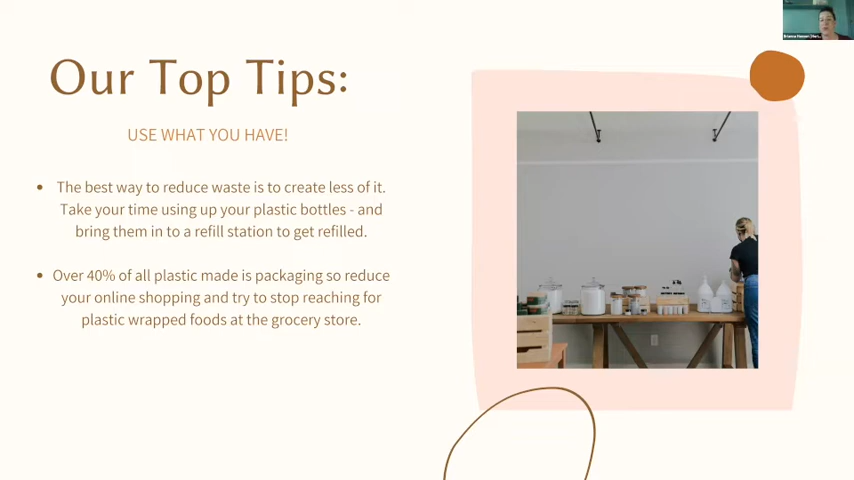 Our Top Tips:
USE WHAT YOU HAVE!
• The best way to reduce waste is to create less of it.
Take your time using up your plastic bottles - and
bring them in to a refill station to get refilled.
• Over 40% of all plastic made is packaging so reduce
your online shopping and try to stop reaching for
plastic wrapped foods at the grocery store.